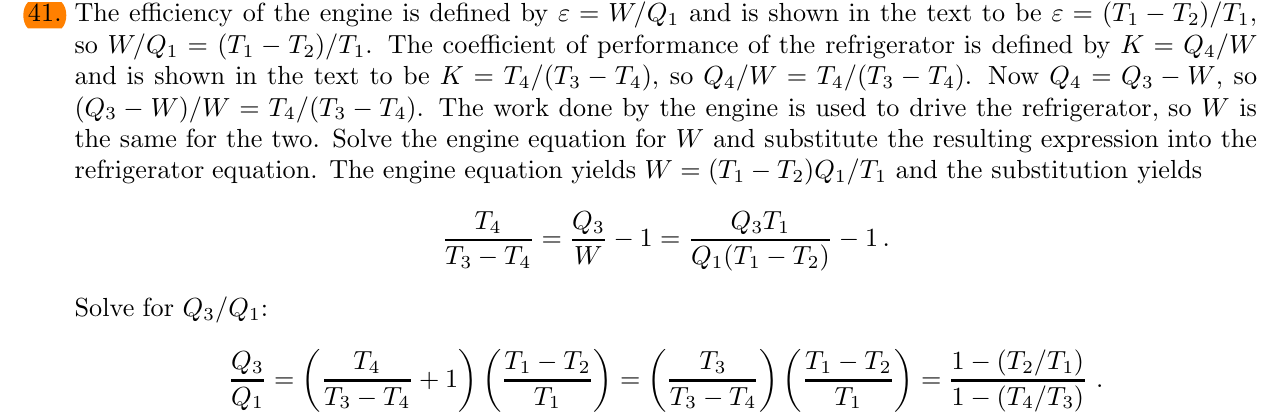 41. The efficiency of the engine is defined by ε = W/Q₁ and is shown in the text to be ε = (T₁ − T₂)/T₁,
so W/Q₁ = (T₁ − T₂)/T₁. The coefficient of performance of the refrigerator is defined by K = Q₄/W
and is shown in the text to be K = T₄/(T₃ − T₄), so Q₄/W = T₄/(T₃ − T₄). Now Q₄ = Q₃ − W, so
(Q₃ − W)/W = T₄/(T₃ − T₄). The work done by the engine is used to drive the refrigerator, so W is
the same for the two. Solve the engine equation for W and substitute the resulting expression into the
refrigerator equation. The engine equation yields W = (T₁ − T₂)Q₁/T₁ and the substitution yields
T₄/(T₃ − T₄) = Q₃/W − 1 = Q₃T₁/(Q₁(T₁ − T₂)) − 1 .
Solve for Q₃/Q₁:
Q₃/Q₁ = (T₄/(T₃ − T₄) + 1) ((T₁ − T₂)/T₁) = (T₃/(T₃ − T₄)) ((T₁ − T₂)/T₁) = (1 − (T₂/T₁))/(1 − (T₄/T₃)) .